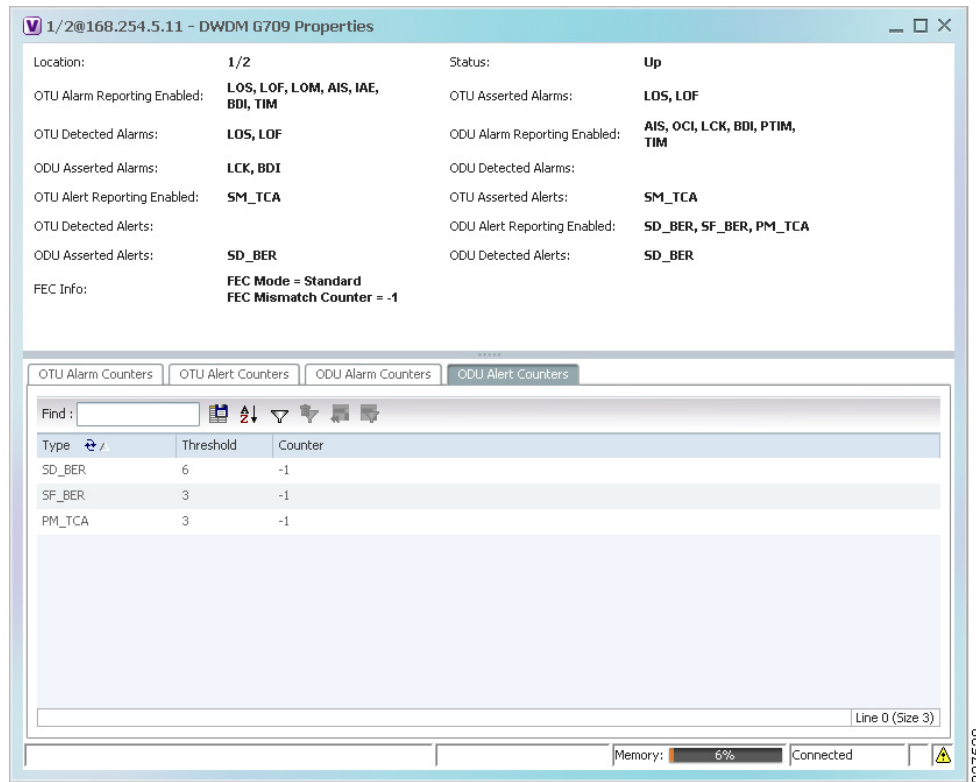 1/2@168.254.5.11 - DWDM G709 Properties
Location: 1/2 Status: Up
OTU Alarm Reporting Enabled: LOS, LOF, LOM, AIS, IAE, BDI, TIM OTU Asserted Alarms: LOS, LOF
OTU Detected Alarms: LOS, LOF ODU Alarm Reporting Enabled: AIS, OCI, LCK, BDI, PTIM, TIM
ODU Asserted Alarms: LCK, BDI ODU Detected Alarms:
OTU Alert Reporting Enabled: SM_TCA OTU Asserted Alerts: SM_TCA
OTU Detected Alerts: ODU Alert Reporting Enabled: SD_BER, SF_BER, PM_TCA
ODU Asserted Alerts: SD_BER ODU Detected Alerts: SD_BER
FEC Info: FEC Mode = Standard
FEC Mismatch Counter = -1
OTU Alarm Counters OTU Alert Counters ODU Alarm Counters ODU Alert Counters
Find :
Type Threshold Counter
SD_BER 6 -1
SF_BER 3 -1
PM_TCA 3 -1
Line 0 (Size 3)
Memory: 6% Connected